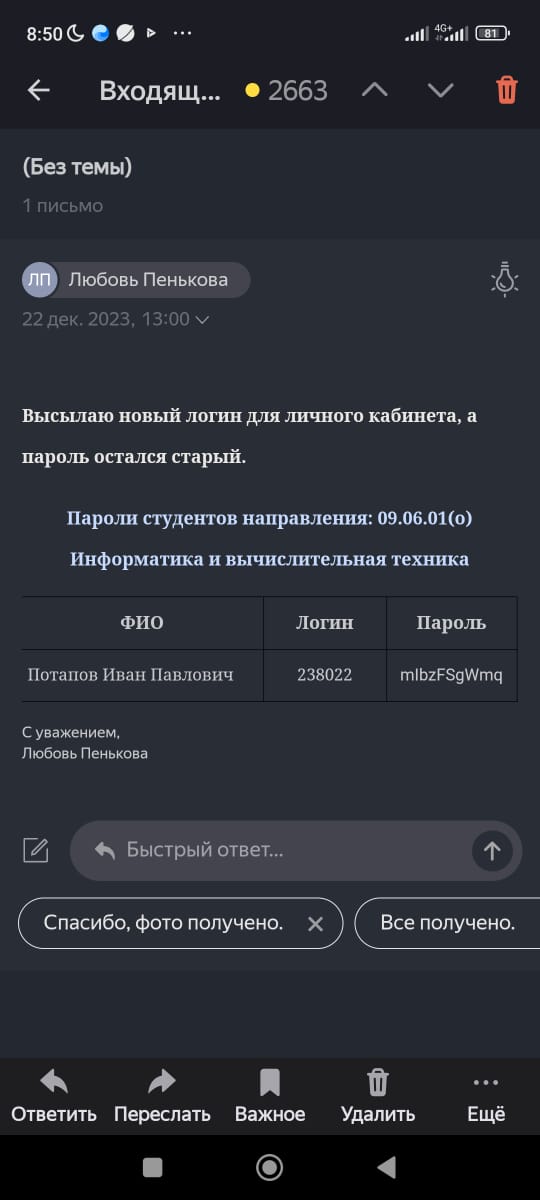 8:50 ... 4G+ 81
Входящ... 2663
(Без темы)
1 письмо
ЛП Любовь Пенькова
22 дек. 2023, 13:00
Высылаю новый логин для личного кабинета, а
пароль остался старый.
Пароли студентов направления: 09.06.01(о)
Информатика и вычислительная техника
ФИО Логин Пароль
Потапов Иван Павлович 238022 mlbzFSgWmq
С уважением,
Любовь Пенькова
Быстрый ответ...
Спасибо, фото получено. Все получено.
Ответить Переслать Важное Удалить Ещё